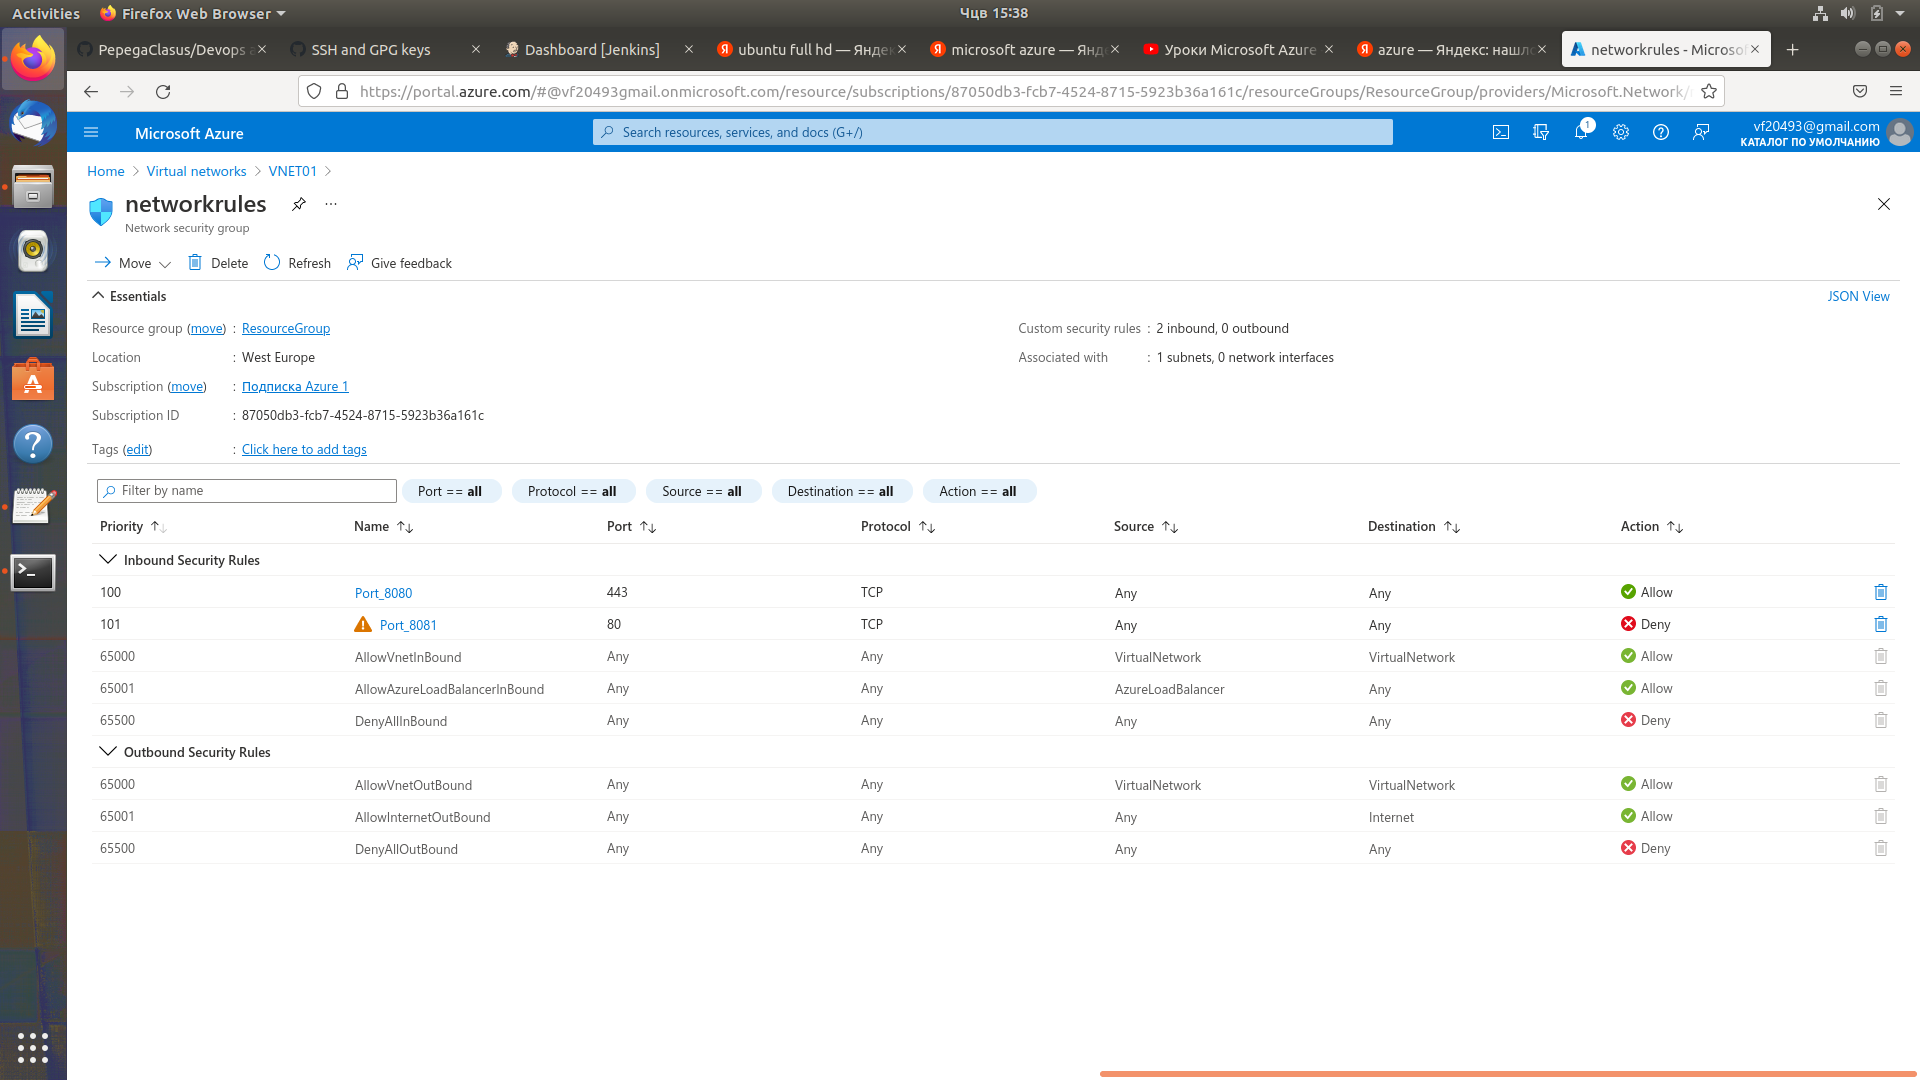 Activities
Firefox Web Browser
Чцв 15:38
PepegaClasus/Devops
SSH and GPG keys
Dashboard [Jenkins]
ubuntu full hd — Яндек
microsoft azure — Янд
Уроки Microsoft Azure
azure — Яндекс: нашл
networkrules - Microsof
https://portal.azure.com/#@vf20493gmail.onmicrosoft.com/resource/subscriptions/87050db3-fcb7-4524-8715-5923b36a161c/resourceGroups/ResourceGroup/providers/Microsoft.Network/
Microsoft Azure
Search resources, services, and docs (G+/)
1
vf20493@gmail.com
КАТАЛОГ ПО УМОЛЧАНИЮ
Home > Virtual networks > VNET01 >
networkrules
Network security group
Move
Delete
Refresh
Give feedback
Essentials
JSON View
Resource group (move) : ResourceGroup
Custom security rules : 2 inbound, 0 outbound
Location : West Europe
Associated with : 1 subnets, 0 network interfaces
Subscription (move) : Подписка Azure 1
Subscription ID : 87050db3-fcb7-4524-8715-5923b36a161c
Tags (edit) : Click here to add tags
Filter by name
Port == all
Protocol == all
Source == all
Destination == all
Action == all
Priority Name Port Protocol Source Destination Action
Inbound Security Rules
100 Port_8080 443 TCP Any Any Allow
101 Port_8081 80 TCP Any Any Deny
65000 AllowVnetInBound Any Any VirtualNetwork VirtualNetwork Allow
65001 AllowAzureLoadBalancerInBound Any Any AzureLoadBalancer Any Allow
65500 DenyAllInBound Any Any Any Any Deny
Outbound Security Rules
65000 AllowVnetOutBound Any Any VirtualNetwork VirtualNetwork Allow
65001 AllowInternetOutBound Any Any Any Internet Allow
65500 DenyAllOutBound Any Any Any Any Deny